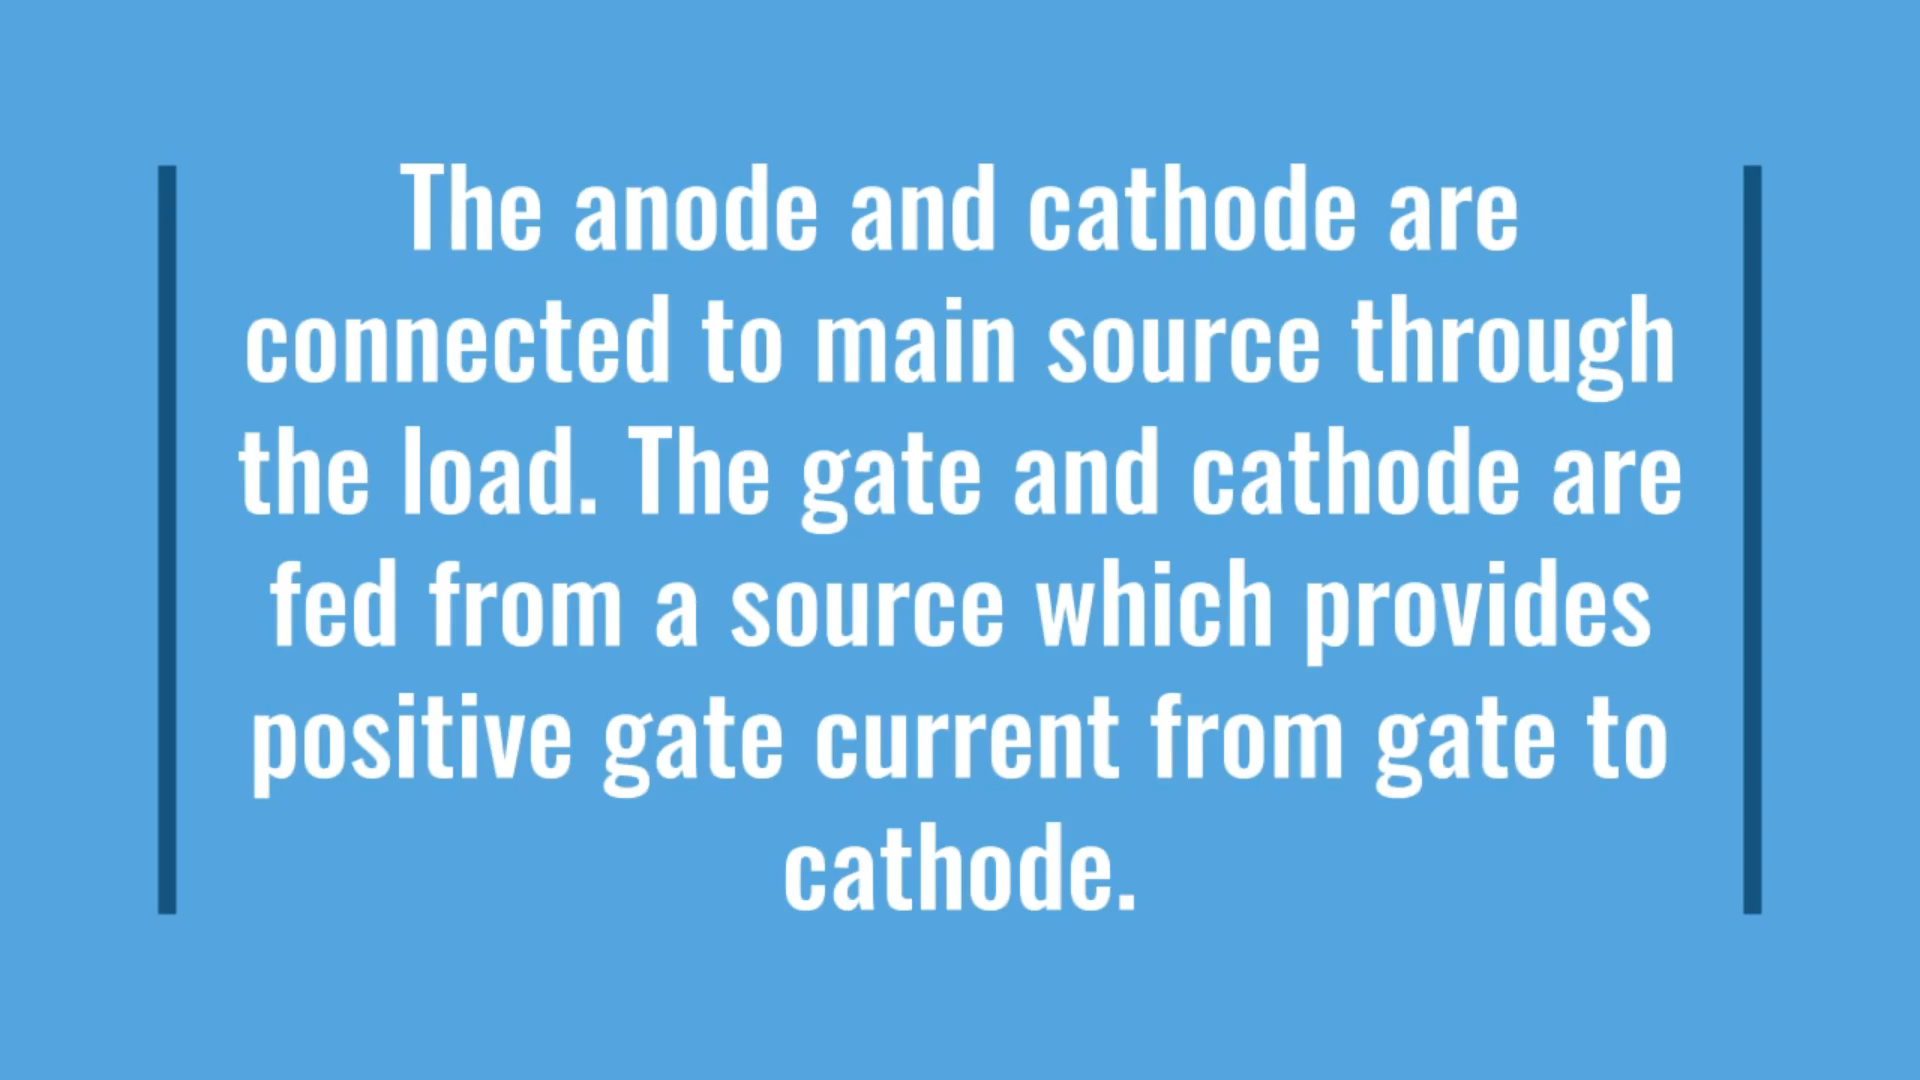 The anode and cathode are
connected to main source through
the load. The gate and cathode are
fed from a source which provides
positive gate current from gate to
cathode.